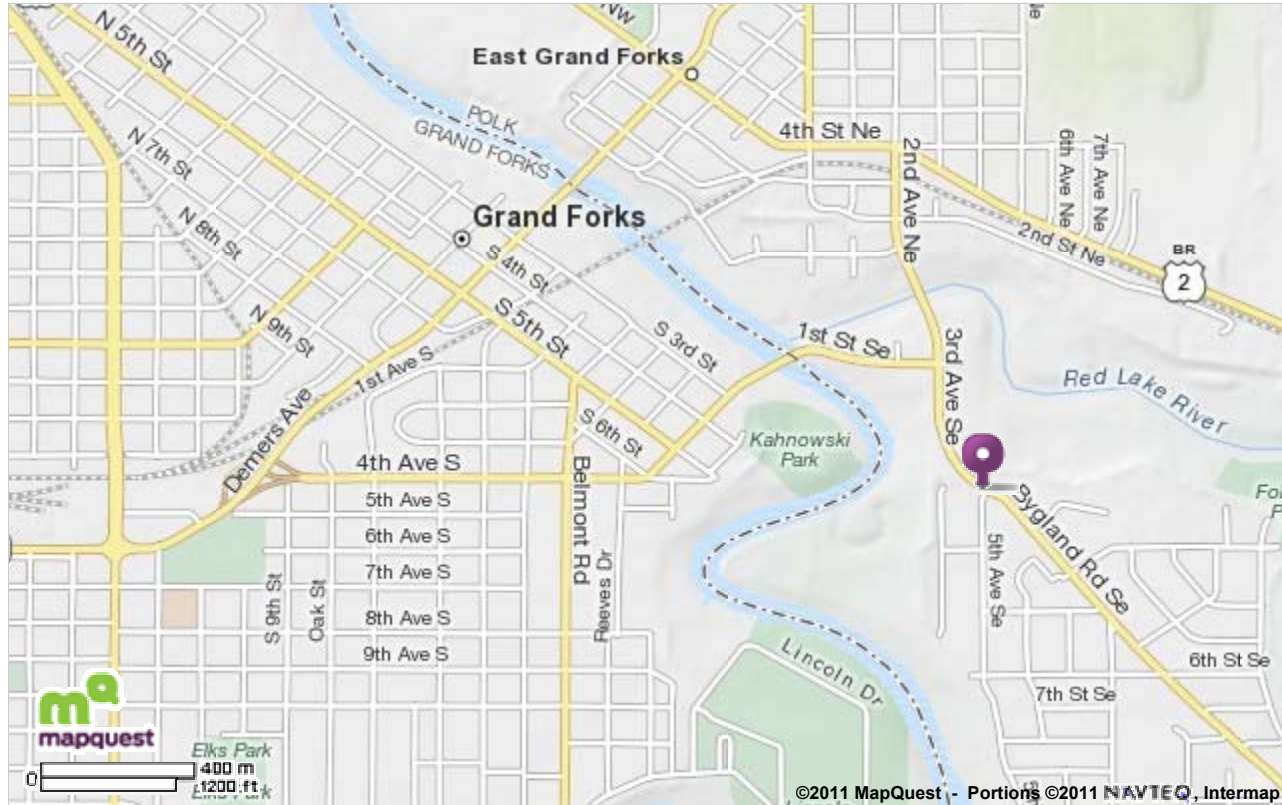 N 5th St
Nw
Ne
East Grand Forks
POLK
GRAND FORKS
4th St Ne
N 7th St
2nd Ave Ne
6th Ave Ne
7th Ave Ne
N 8th St
Grand Forks
2nd St Ne
BR
2
S 4th St
N 9th St
S 5th St
S 3rd St
1st St Se
3rd Ave Se
1st Ave S
Red Lake River
Demers Ave
S 6th St
Kahnowski
Park
4th Ave S
Belmont Rd
5th Ave S
Bygland Rd Se
6th Ave S
5th Ave Se
7th Ave S
Reeves Dr
S 9th St
Oak St
8th Ave S
9th Ave S
Lincoln Dr
6th St Se
7th St Se
mq
mapquest
Elks Park
0
400 m
1200 ft
©2011 MapQuest - Portions ©2011 NAVTEQ, Intermap